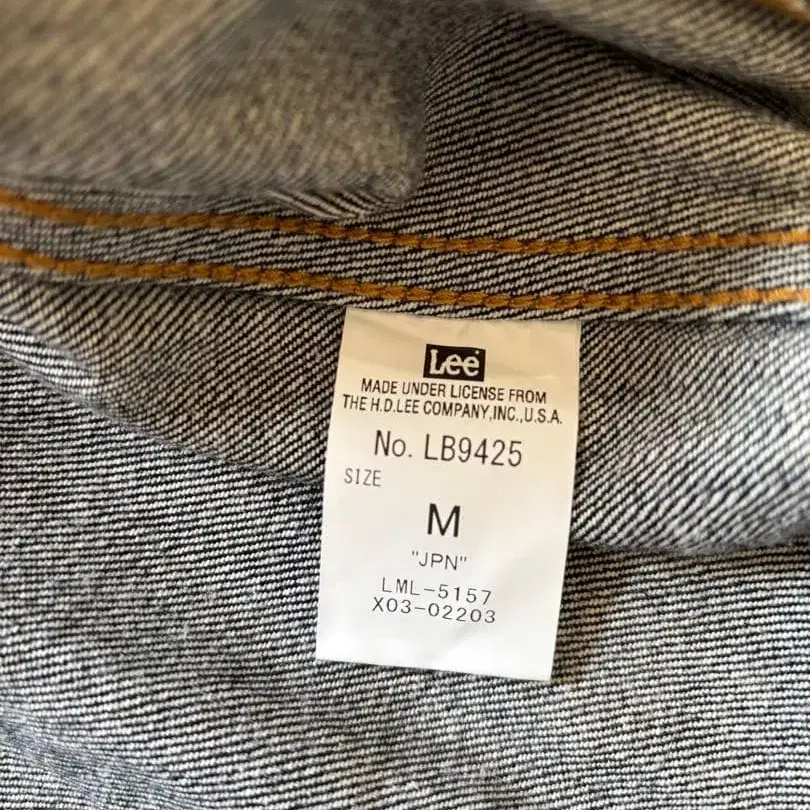 Lee
MADE UNDER LICENSE FROM
THE H.D.LEE COMPANY,INC.,U.S.A.
No. LB9425
SIZE
M
"JPN"
LML-5157
X03-02203